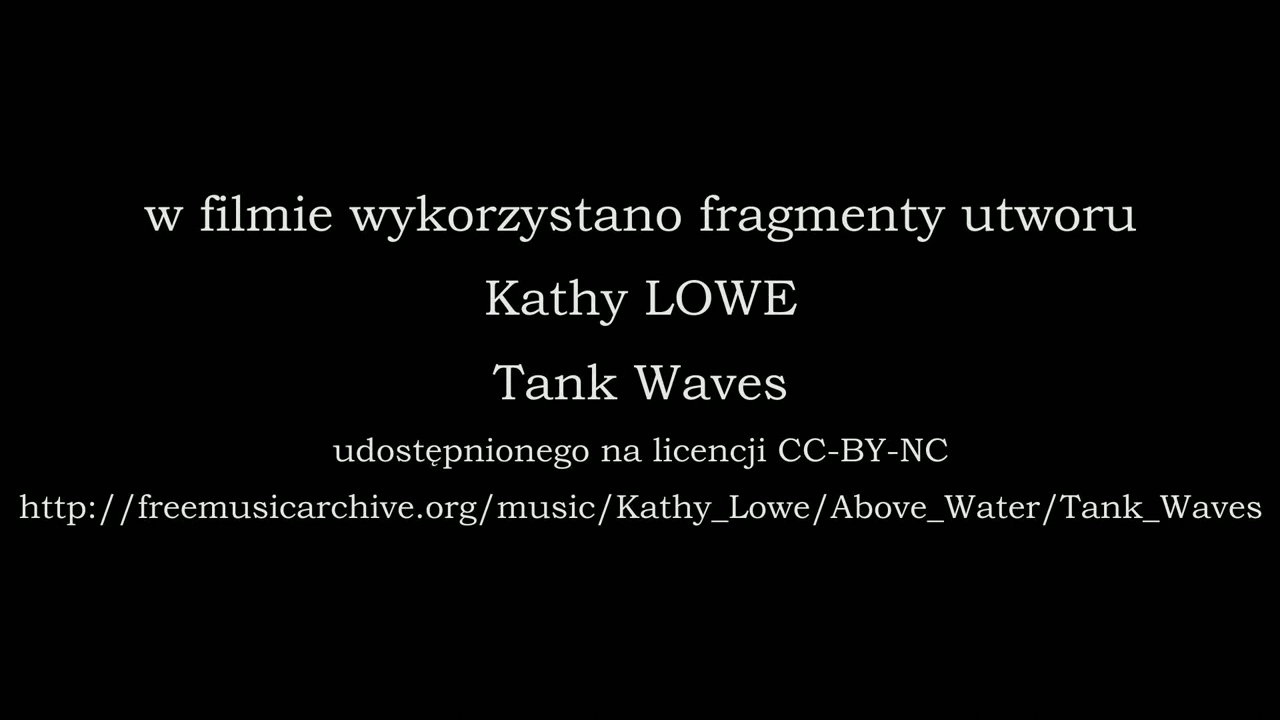 w filmie wykorzystano fragmenty utworu
Kathy LOWE
Tank Waves
udostępnionego na licencji CC-BY-NC
http://freemusicarchive.org/music/Kathy_Lowe/Above_Water/Tank_Waves